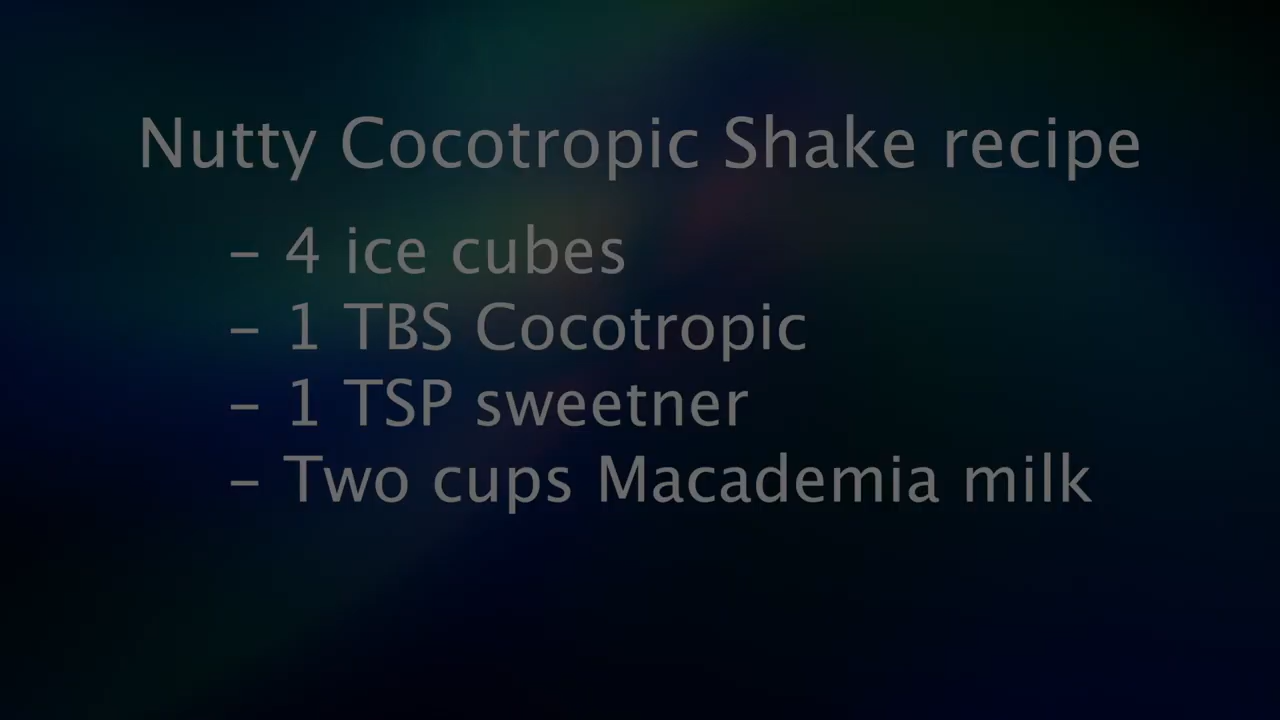 Nutty Cocotropic Shake recipe
– 4 ice cubes
– 1 TBS Cocotropic
– 1 TSP sweetner
– Two cups Macademia milk